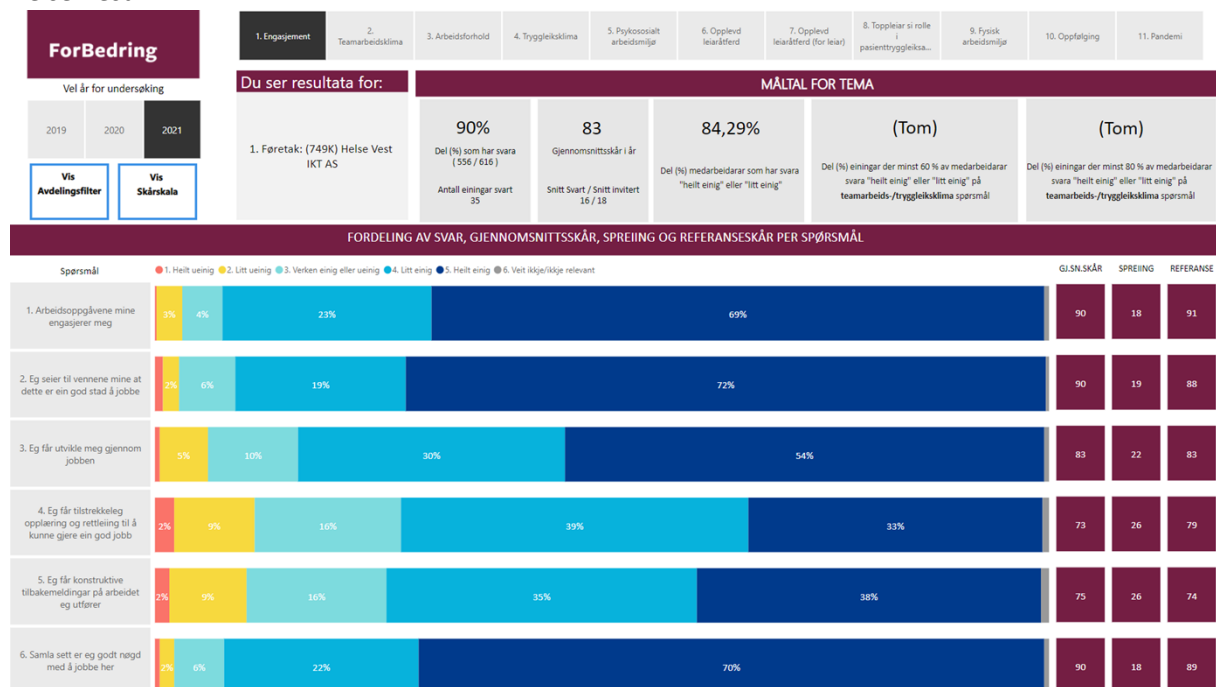 ForBedring
Vel år for undersøking
2019 2020 2021
Vis
Avdelingsfilter
Vis
Skårskala
1. Engasjement
2.
Teamarbeidsklima
3. Arbeidsforhold
4. Tryggleiksklima
5. Psykososialt
arbeidsmiljø
6. Opplevd
leiaråtferd
7. Opplevd
leiaråtferd (for leiar)
8. Toppleiar si rolle
i
pasienttryggleiksa...
9. Fysisk
arbeidsmiljø
10. Oppfølging
11. Pandemi
Du ser resultata for:
1. Føretak: (749K) Helse Vest
IKT AS
MÅLTAL FOR TEMA
90%
Del (%) som har svara
( 556 / 616 )
Antall einingar svart
35
83
Gjennomsnittsskår i år
Snitt Svart / Snitt invitert
16 / 18
84,29%
Del (%) medarbeidarar som har svara
"heilt einig" eller "litt einig"
(Tom)
Del (%) einingar der minst 60 % av medarbeidarar
svara "heilt einig" eller "litt einig" på
teamarbeids-/tryggleiksklima spørsmål
(Tom)
Del (%) einingar der minst 80 % av medarbeidarar
svara "heilt einig" eller "litt einig" på
teamarbeids-/tryggleiksklima spørsmål
FORDELING AV SVAR, GJENNOMSNITTSSKÅR, SPREIING OG REFERANSESKÅR PER SPØRSMÅL
Spørsmål
1. Heilt ueinig 2. Litt ueinig 3. Verken einig eller ueinig 4. Litt einig 5. Heilt einig 6. Veit ikkje/ikkje relevant
GJ.SN.SKÅR SPREIING REFERANSE
1. Arbeidsoppgåvene mine
engasjerer meg
3% 4% 23% 69% 90 18 91
2. Eg seier til vennene mine at
dette er ein god stad å jobbe
2% 6% 19% 72% 90 19 88
3. Eg får utvikle meg gjennom
jobben
5% 10% 30% 54% 83 22 83
4. Eg får tilstrekkeleg
opplæring og rettleiing til å
kunne gjere ein god jobb
2% 9% 16% 39% 33% 73 26 79
5. Eg får konstruktive
tilbakemeldingar på arbeidet
eg utfører
2% 9% 16% 35% 38% 75 26 74
6. Samla sett er eg godt nøgd
med å jobbe her
2% 6% 22% 70% 90 18 89